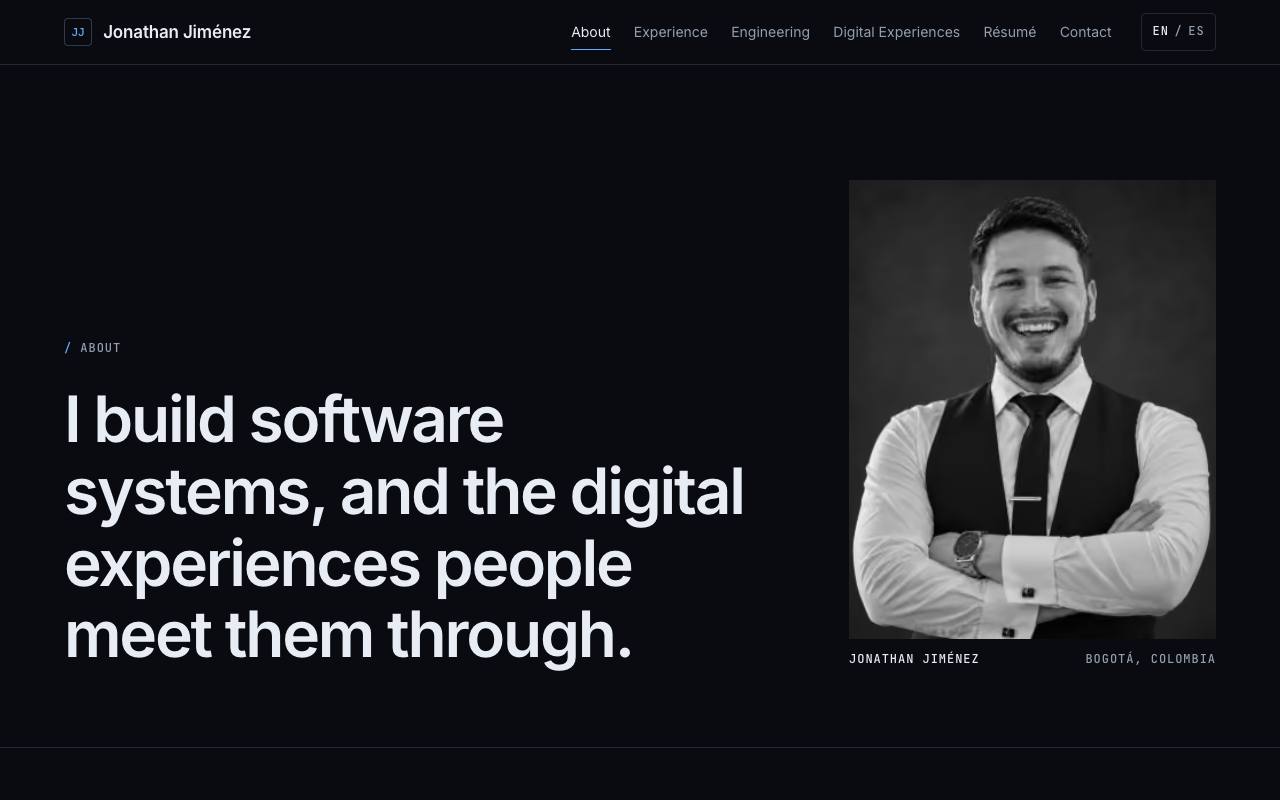 JJ
Jonathan Jiménez
About
Experience
Engineering
Digital Experiences
Résumé
Contact
EN / ES
/ ABOUT
I build software
systems, and the digital
experiences people
meet them through.
JONATHAN JIMÉNEZ
BOGOTÁ, COLOMBIA